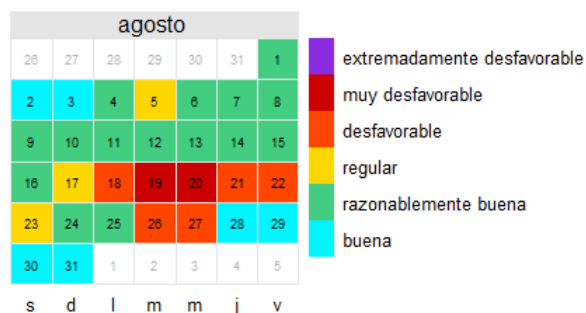 agosto
26 27 28 29 30 31 1
2 3 4 5 6 7 8
9 10 11 12 13 14 15
16 17 18 19 20 21 22
23 24 25 26 27 28 29
30 31 1 2 3 4 5
s d l m m j v
extremadamente desfavorable
muy desfavorable
desfavorable
regular
razonablemente buena
buena